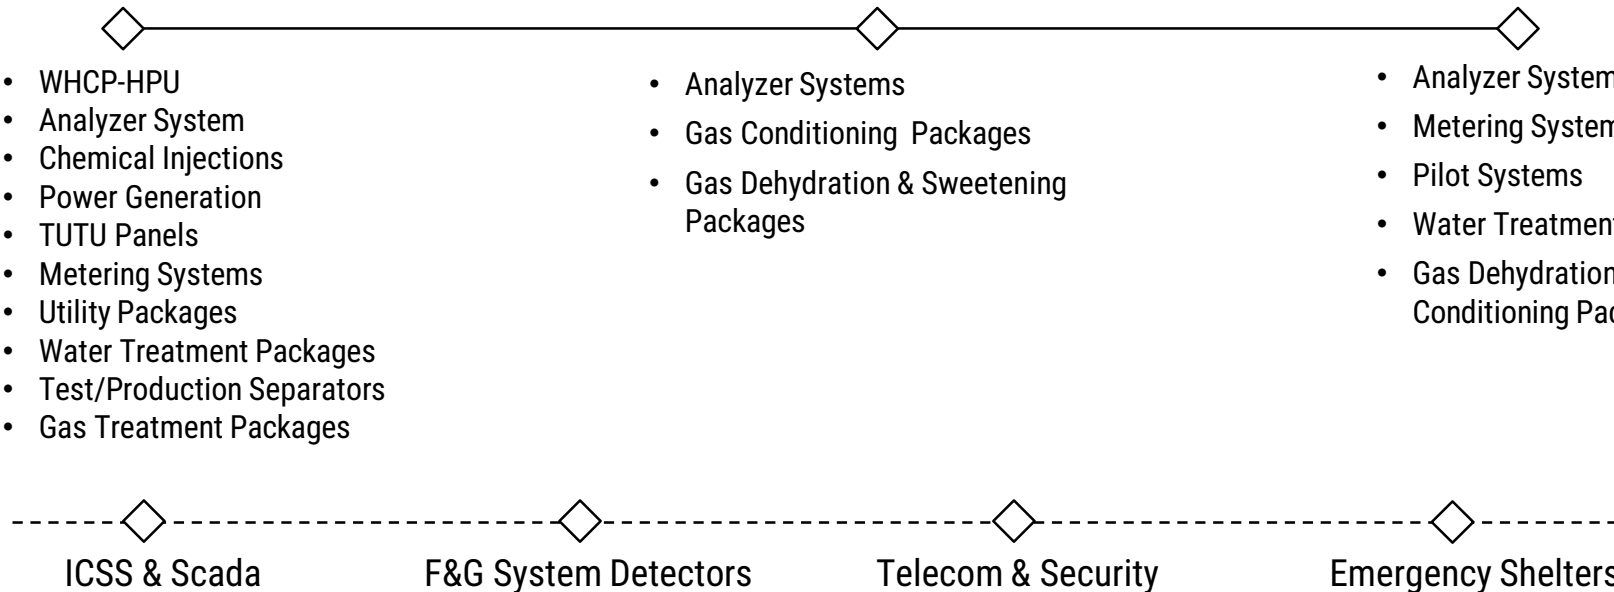 • WHCP-HPU
• Analyzer System
• Chemical Injections
• Power Generation
• TUTU Panels
• Metering Systems
• Utility Packages
• Water Treatment Packages
• Test/Production Separators
• Gas Treatment Packages
• Analyzer Systems
• Gas Conditioning Packages
• Gas Dehydration & Sweetening
Packages
• Analyzer System
• Metering System
• Pilot Systems
• Water Treatment
• Gas Dehydration
Conditioning
ICSS & Scada
F&G System Detectors
Telecom & Security
Emergency Shelters